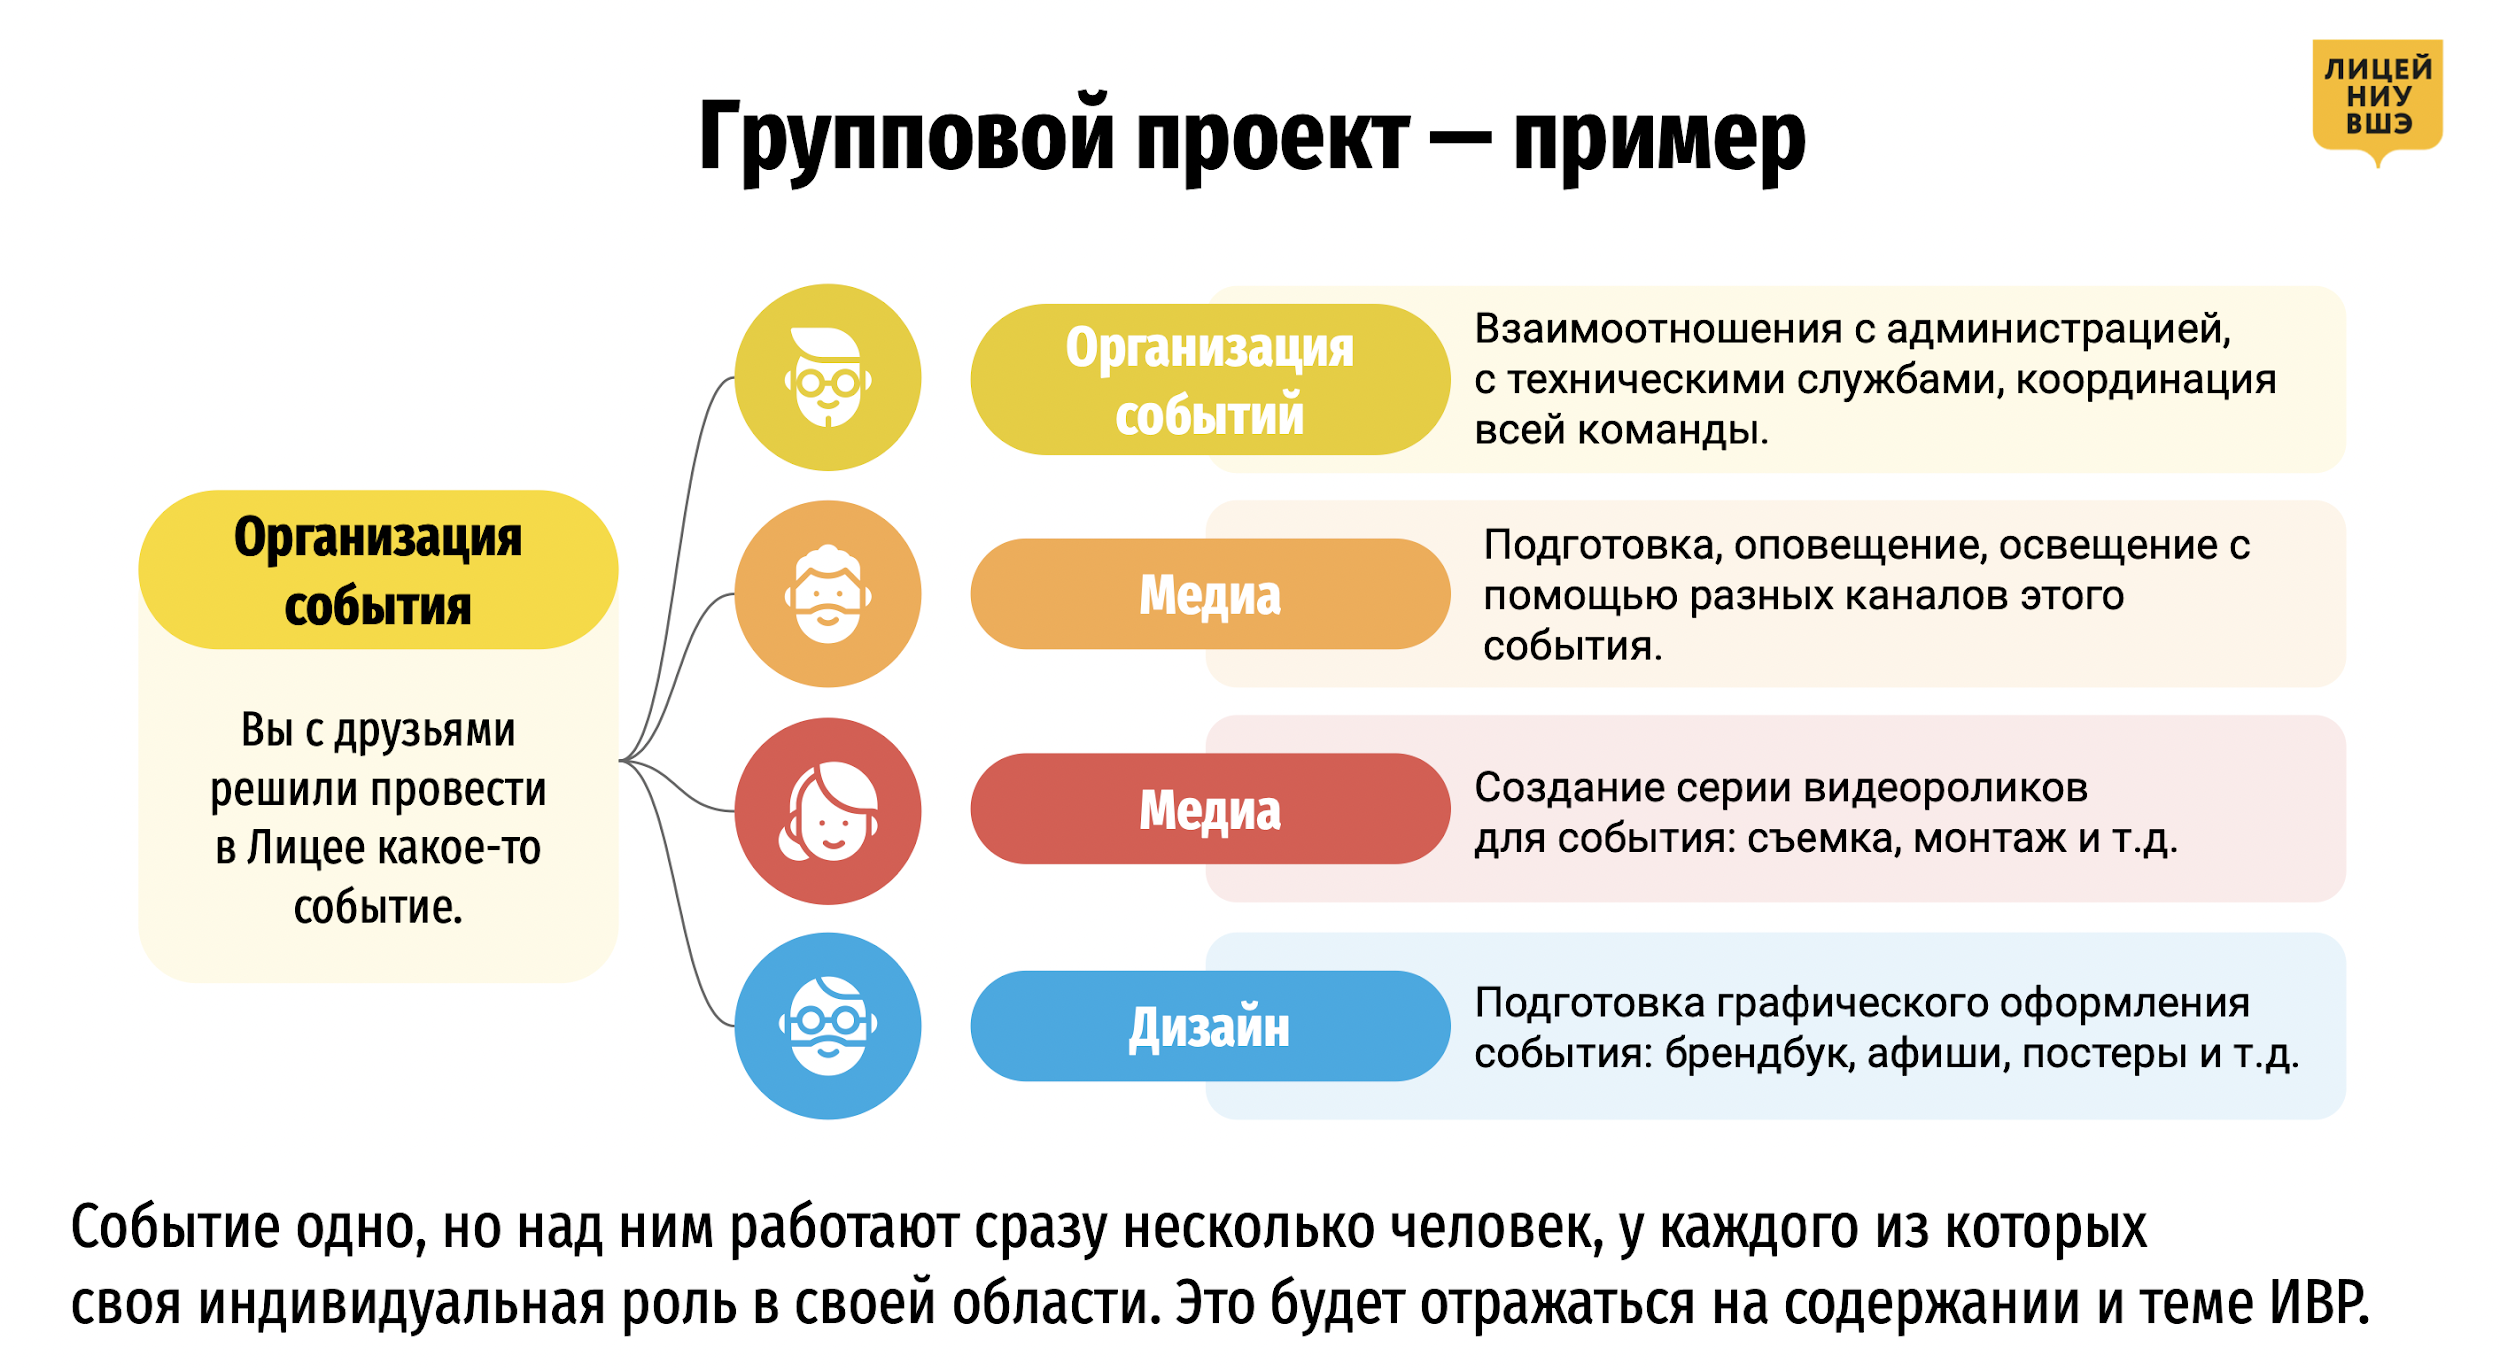 ЛИЦЕЙ
НИУ
ВШЭ
Групповой проект — пример
Организация
события
Вы с друзьями
решили провести
в Лицее какое-то
событие.
Организация
событий
Взаимоотношения с администрацией,
с техническими службами, координация
всей команды.
Медиа
Подготовка, оповещение, освещение с
помощью разных каналов этого
события.
Медиа
Создание серии видеороликов
для события: съемка, монтаж и т.д.
Дизайн
Подготовка графического оформления
события: брендбук, афиши, постеры и т.д.
Событие одно, но над ним работают сразу несколько человек, у каждого из которых
своя индивидуальная роль в своей области. Это будет отражаться на содержании и теме ИВР.